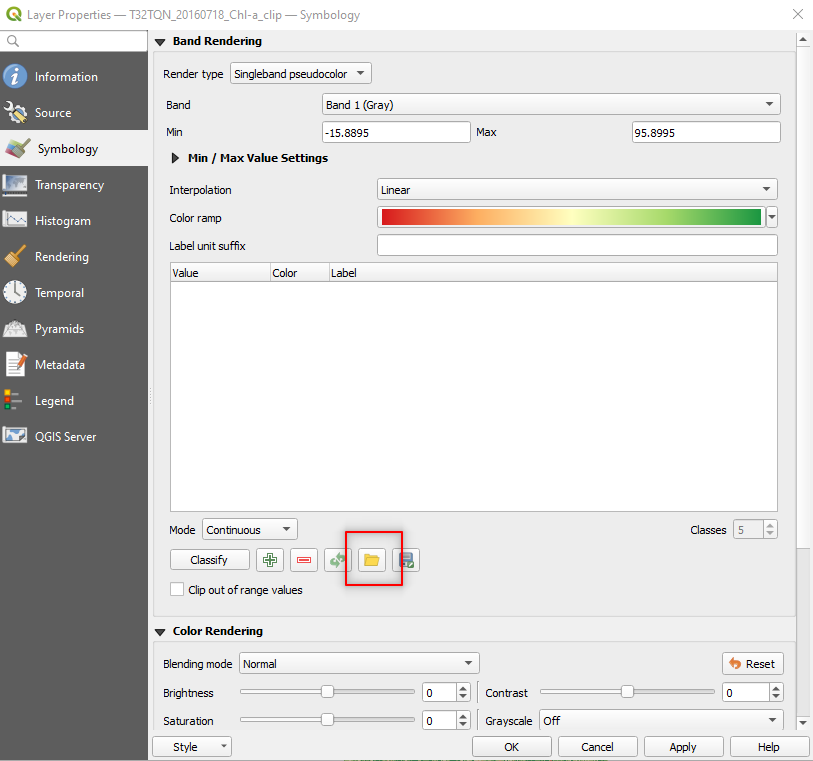 Layer Properties — T32TQN_20160718_Chl-a_clip — Symbology
Information
Source
Symbology
Transparency
Histogram
Rendering
Temporal
Pyramids
Metadata
Legend
QGIS Server
Band Rendering
Render type Singleband pseudocolor
Band Band 1 (Gray)
Min -15.8895 Max 95.8995
Min / Max Value Settings
Interpolation Linear
Color ramp
Label unit suffix
Value Color Label
Mode Continuous Classes 5
Classify
Clip out of range values
Color Rendering
Blending mode Normal Reset
Brightness 0 Contrast 0
Saturation 0 Grayscale Off
Style OK Cancel Apply Help